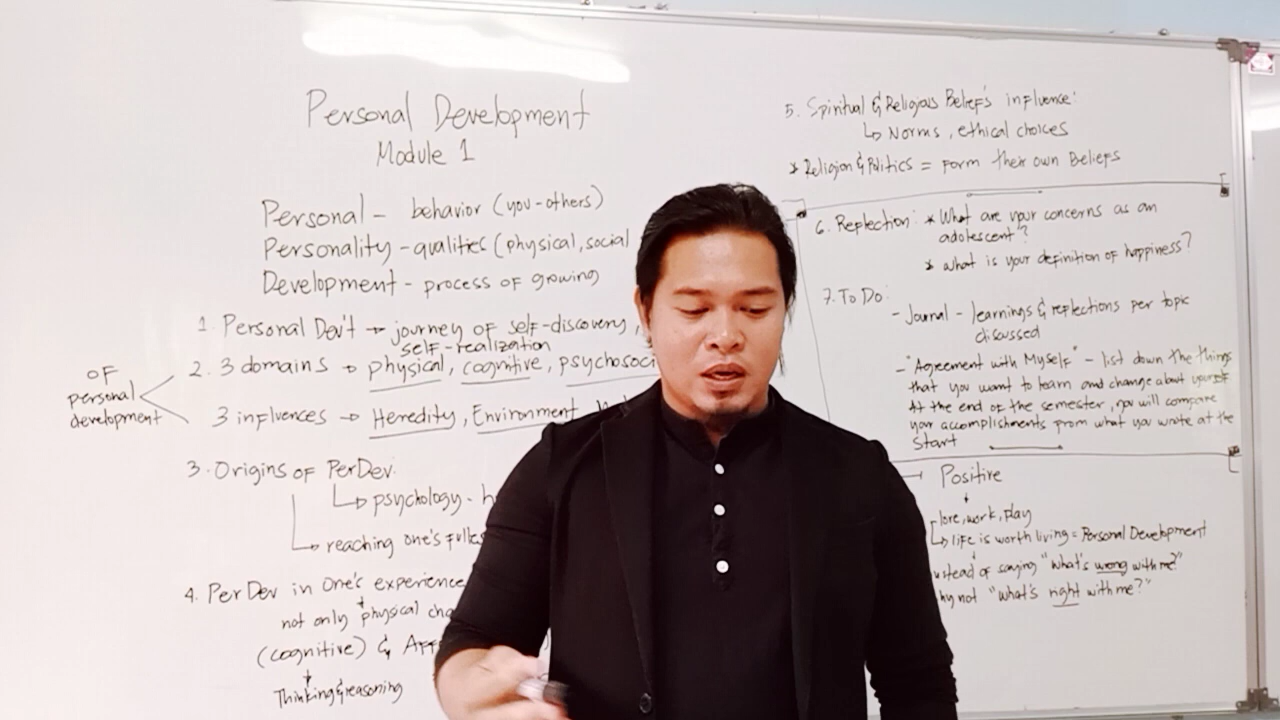 Personal Development
Module 1
Personal - behavior (you-others)
Personality - qualities (physical, social
Development - process of growing
1. Personal Dev't → journey of self-discovery,
self-realization
2. 3 domains → physical, cognitive, psychosoci
OF
personal
development
3 influences → Heredity, Environment
3. Origins of PerDev
↳ psychology - h
↳ reaching one's fulles
4. PerDev in One's experience
not only physical cha
(cognitive) & Aff
Thinking & reasoning
5. Spiritual & Religious Belief's influence:
↳ Norms, ethical choices
* Religion & Politics = form their own Beliefs
6. Reflection: * What are your concerns as an
adolescent?
* what is your definition of happiness?
7. To Do:
- Journal - learnings & reflections per topic
discussed
- "Agreement with Myself" - list down the things
that you want to learn and change about yourself
At the end of the semester, you will compare
your accomplishments from what you wrote at the
start
Positive
love, work, play
↳ life is worth living = Personal Development
nstead of saying "what's wrong with me?"
hy not "what's right with me?"